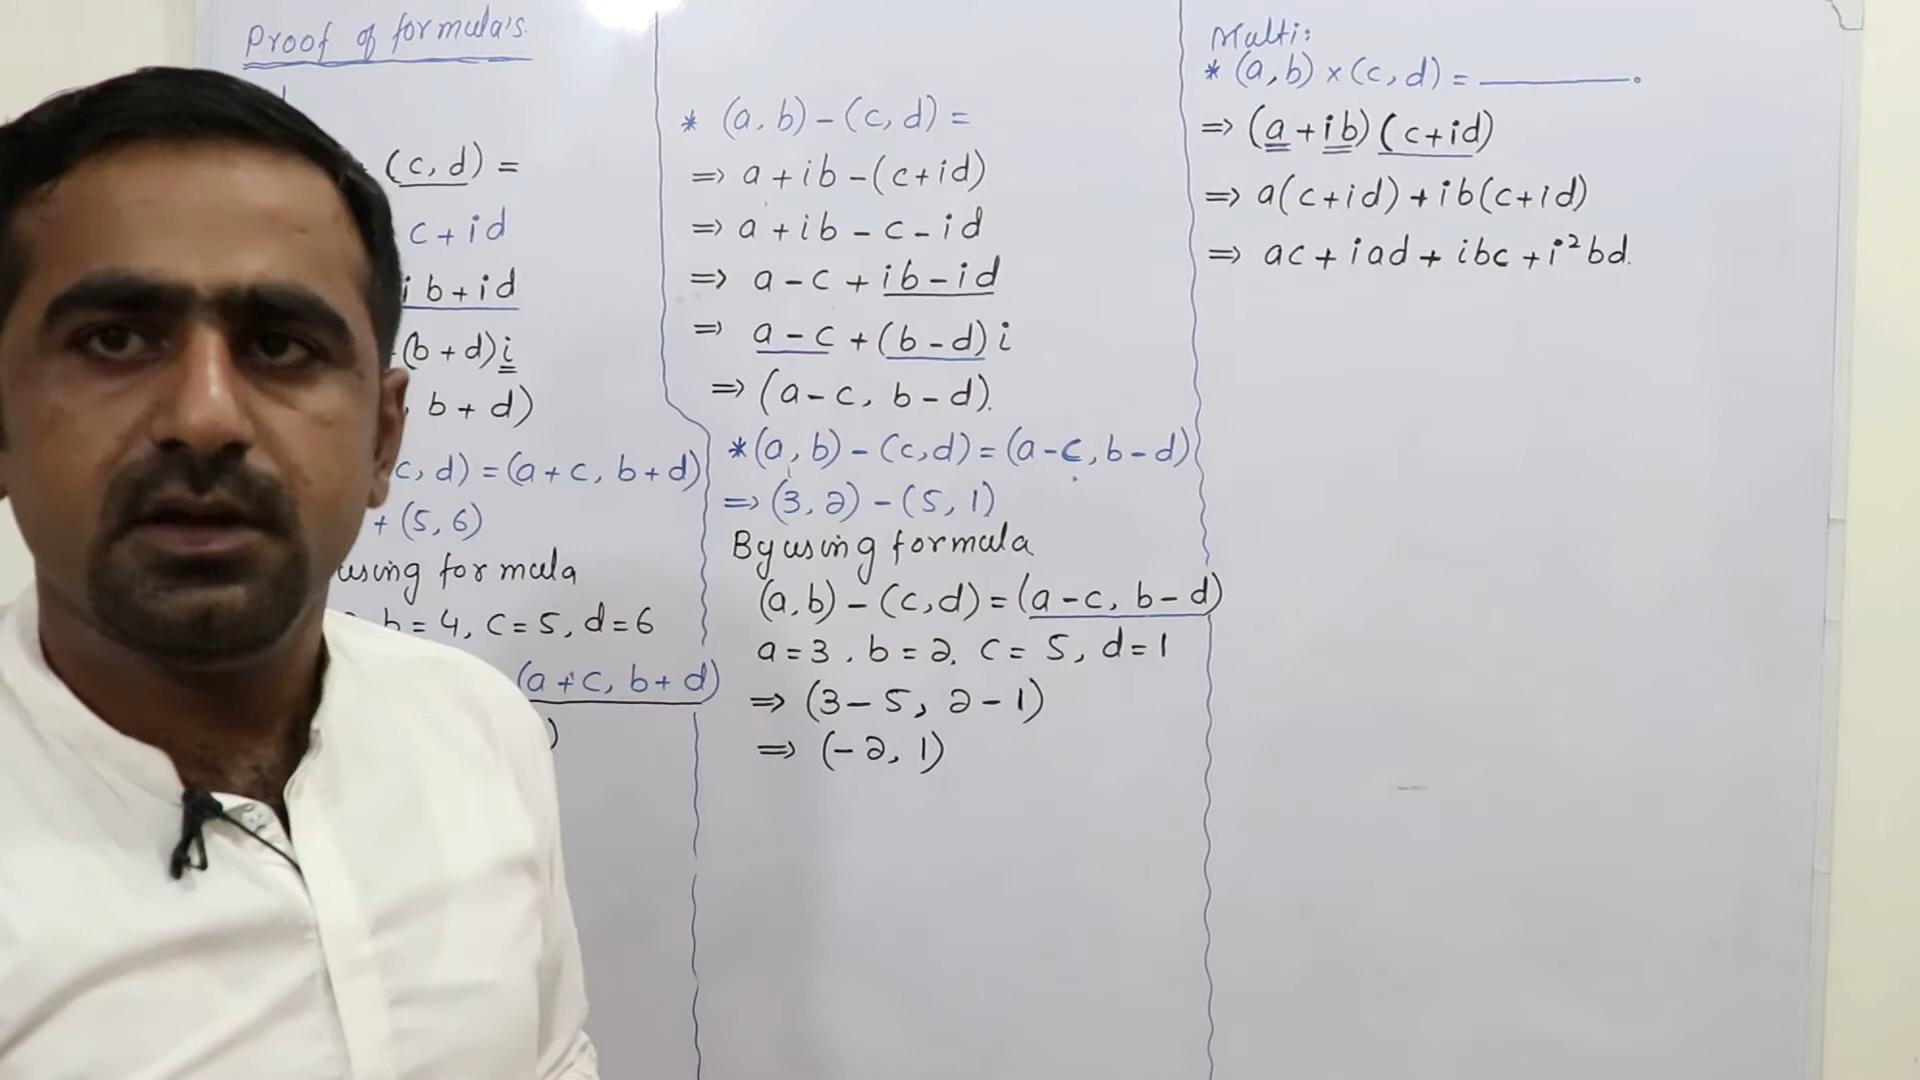 Proof of formula's.
(c, d) =
c + id
i b + id
(b + d) i
, b + d)
c, d) = (a + c, b + d)
+ (5, 6)
using formula
b = 4, c = 5, d = 6
(a + c, b + d)
)
* (a, b) - (c, d) =
⇒ a + ib - (c + id)
⇒ a + ib - c - id
⇒ a - c + ib - id
⇒ a - c + (b - d) i
⇒ (a - c, b - d).
* (a, b) - (c, d) = (a - c, b - d)
⇒ (3, 2) - (5, 1)
By using formula
(a, b) - (c, d) = (a - c, b - d)
a = 3, b = 2, c = 5, d = 1
⇒ (3 - 5, 2 - 1)
⇒ (-2, 1)
Multi:
* (a, b) × (c, d) = ________.
⇒ (a + ib) (c + id)
⇒ a(c + id) + ib(c + id)
⇒ ac + iad + ibc + i²bd.